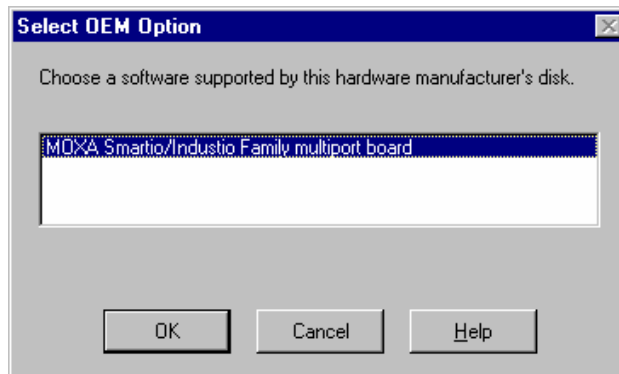 Select OEM Option
Choose a software supported by this hardware manufacturer's disk.
MOXA Smartio/Industio Family multiport board
OK
Cancel
Help